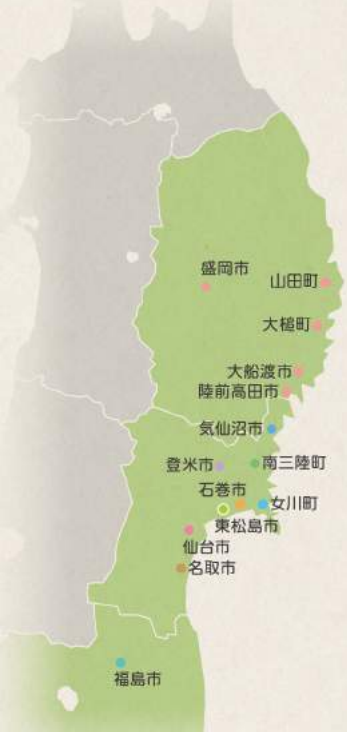 盛岡市
山田町
大槌町
大船渡市
陸前高田市
気仙沼市
登米市
南三陸町
石巻市
女川町
東松島市
仙台市
名取市
福島市